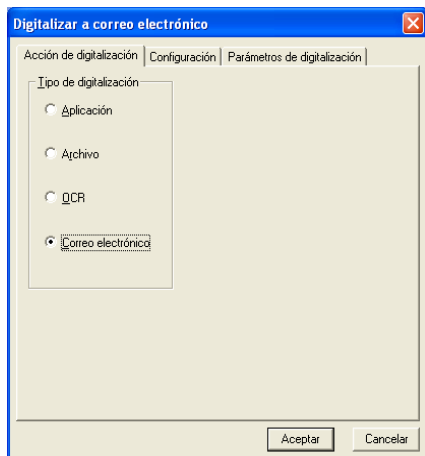 Digitalizar a correo electrónico
Acción de digitalización Configuración Parámetros de digitalización
Tipo de digitalización
Aplicación
Archivo
OCR
Correo electrónico
Aceptar Cancelar